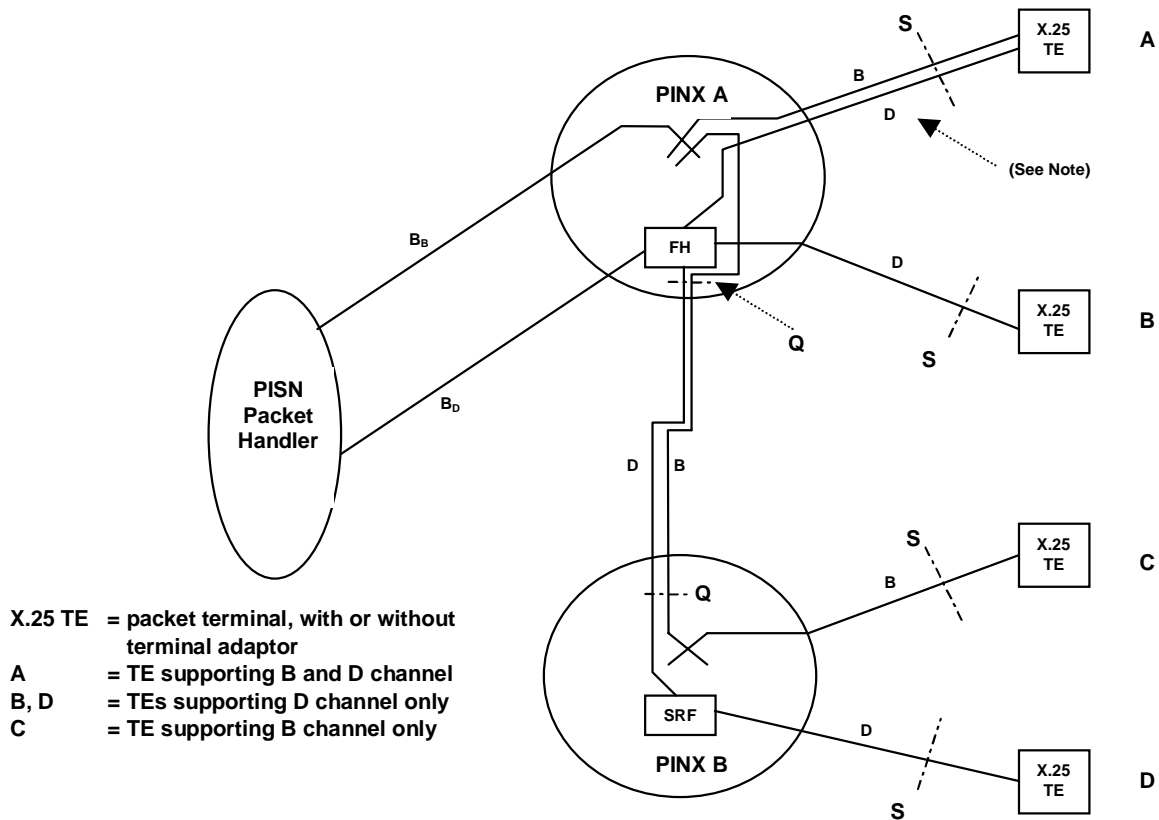 S
X.25
TE
A
B
PINX A
D
(See Note)
BB
FH
D
X.25
TE
B
S
Q
PISN
Packet
Handler
BD
D
B
S
X.25
TE
C
B
Q
X.25 TE = packet terminal, with or without
terminal adaptor
A = TE supporting B and D channel
B, D = TEs supporting D channel only
C = TE supporting B channel only
SRF
D
PINX B
X.25
TE
D
S